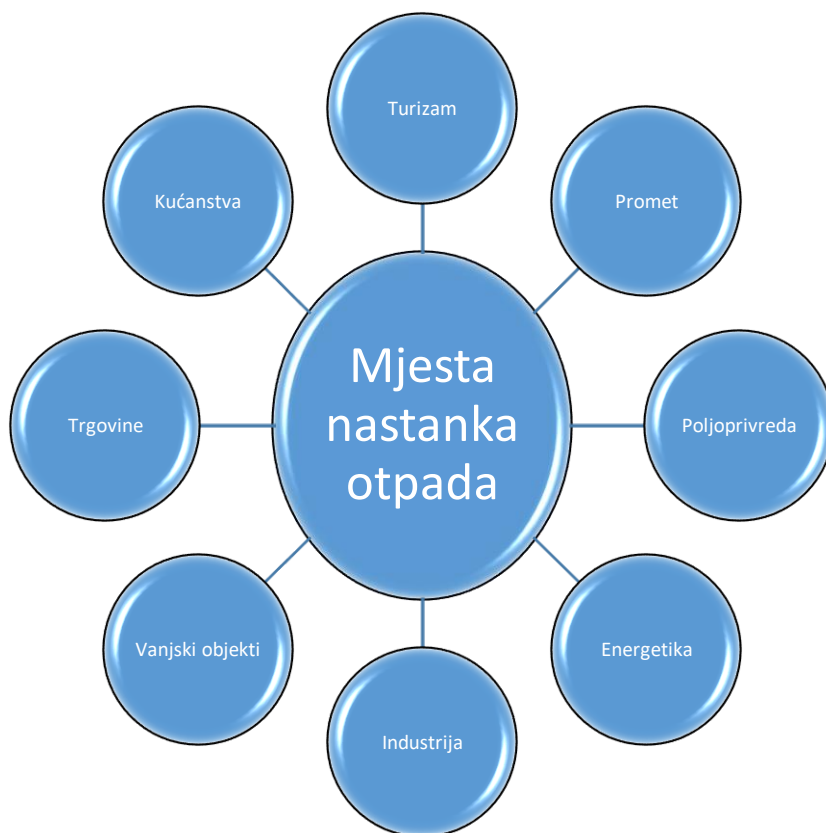 Turizam
Promet
Poljoprivreda
Energetika
Industrija
Vanjski objekti
Trgovine
Kućanstva
Mjesta
nastanka
otpada